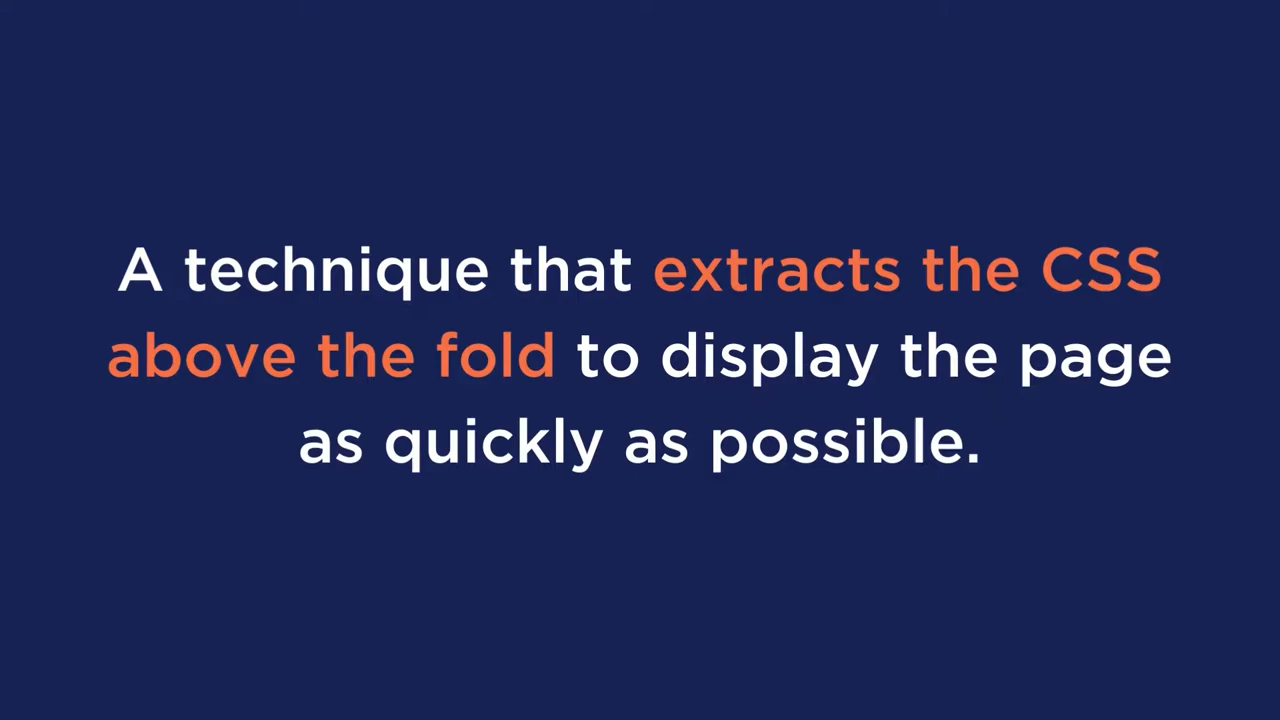 A technique that extracts the CSS
above the fold to display the page
as quickly as possible.